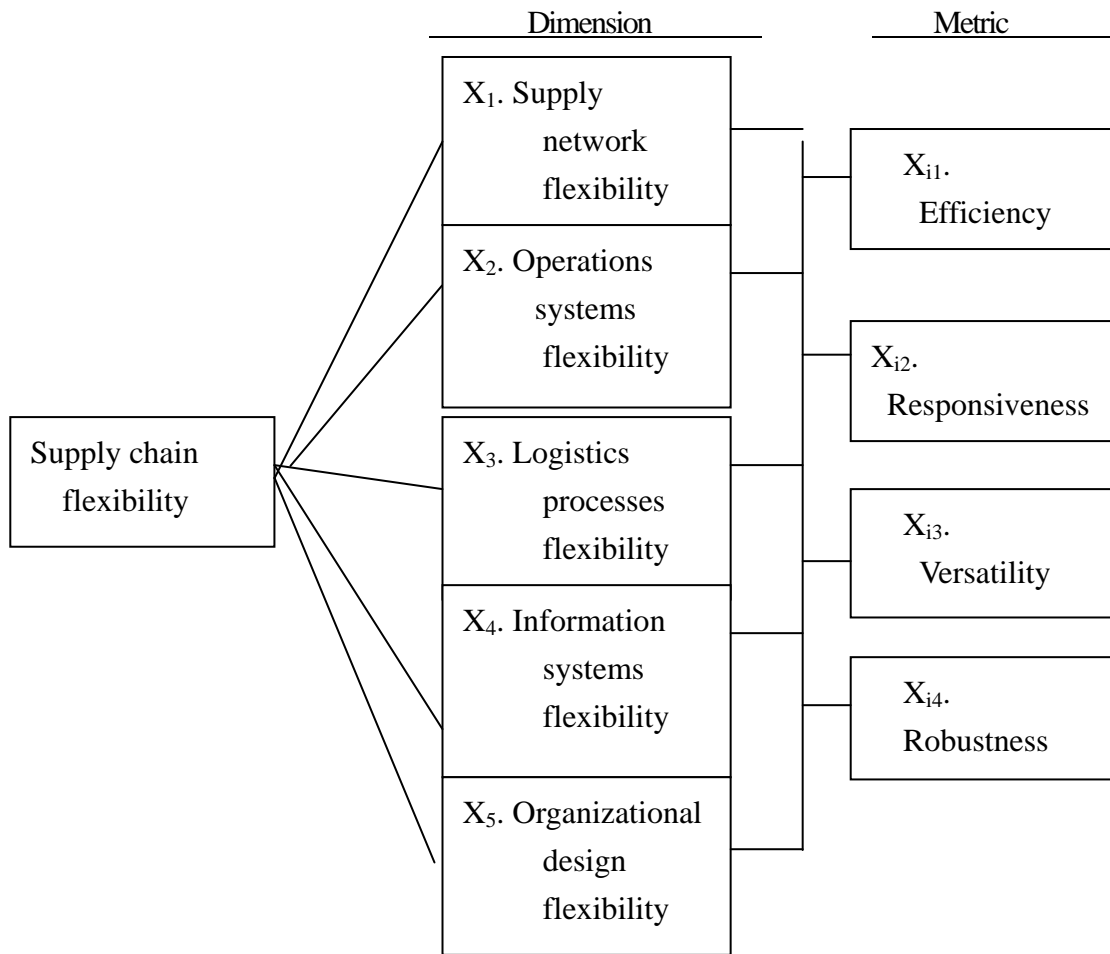 Dimension
Metric
X₁. Supply
network
flexibility
X₂. Operations
systems
flexibility
X₃. Logistics
processes
flexibility
X₄. Information
systems
flexibility
X₅. Organizational
design
flexibility
Supply chain
flexibility
Xᵢ₁.
Efficiency
Xᵢ₂.
Responsiveness
Xᵢ₃.
Versatility
Xᵢ₄.
Robustness